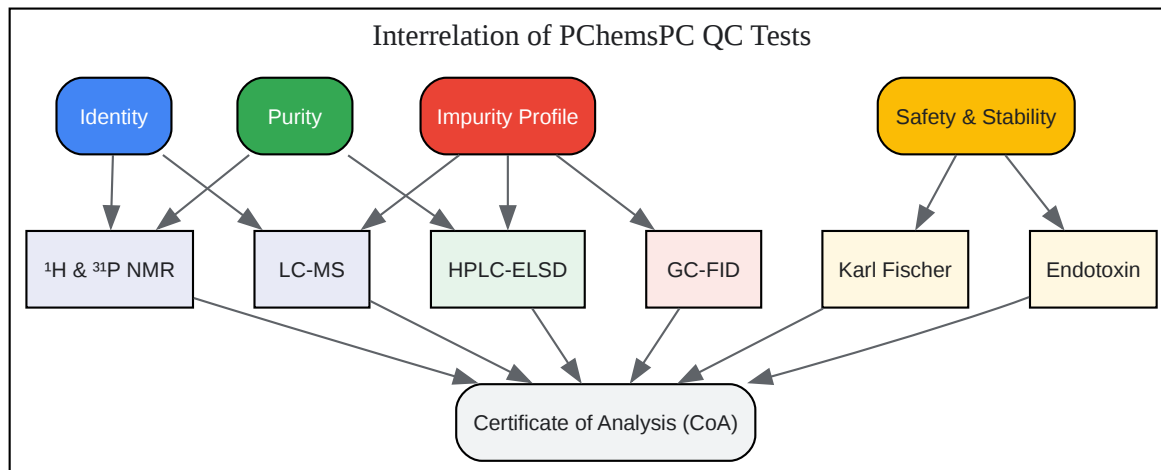 Interrelation of PChemsPC QC Tests
Identity
Purity
Impurity Profile
Safety & Stability
¹H & ³¹P NMR
LC-MS
HPLC-ELSD
GC-FID
Karl Fischer
Endotoxin
Certificate of Analysis (CoA)